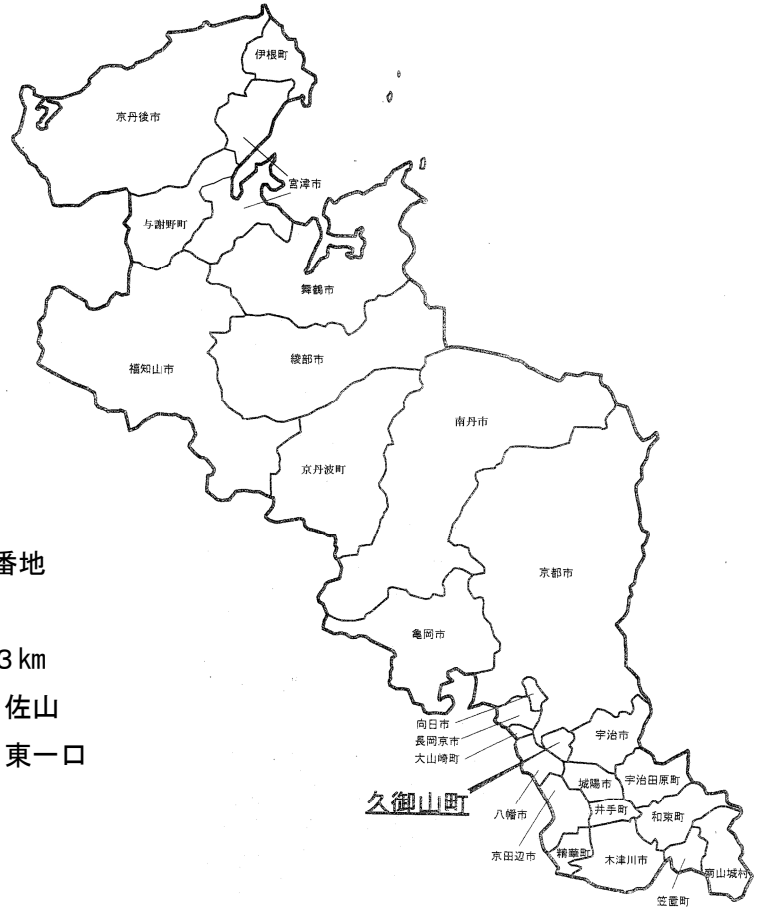 伊根町
京丹後市
宮津市
与謝野町
舞鶴市
綾部市
福知山市
南丹市
京丹波町
番地
京都市
亀岡市
3km
佐山
向日市
長岡京市
宇治市
大山崎町
東一口
城陽市
宇治田原町
久御山町
八幡市
井手町
和束町
京田辺市
精華町
木津川市
南山城村
笠置町